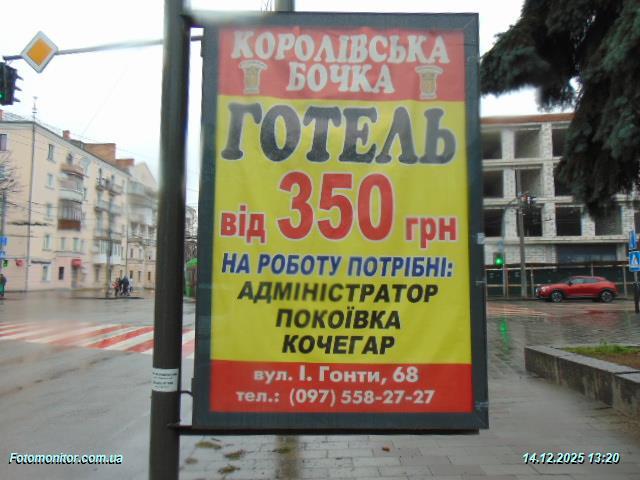 КОРОЛІВСЬКА
БОЧКА
ГОТЕЛЬ
від 350 грн
НА РОБОТУ ПОТРІБНІ:
АДМІНІСТРАТОР
ПОКОЇВКА
КОЧЕГАР
вул. І. Гонти, 68
тел.: (097) 558-27-27
Fotomonitor.com.ua
14.12.2025 13:20